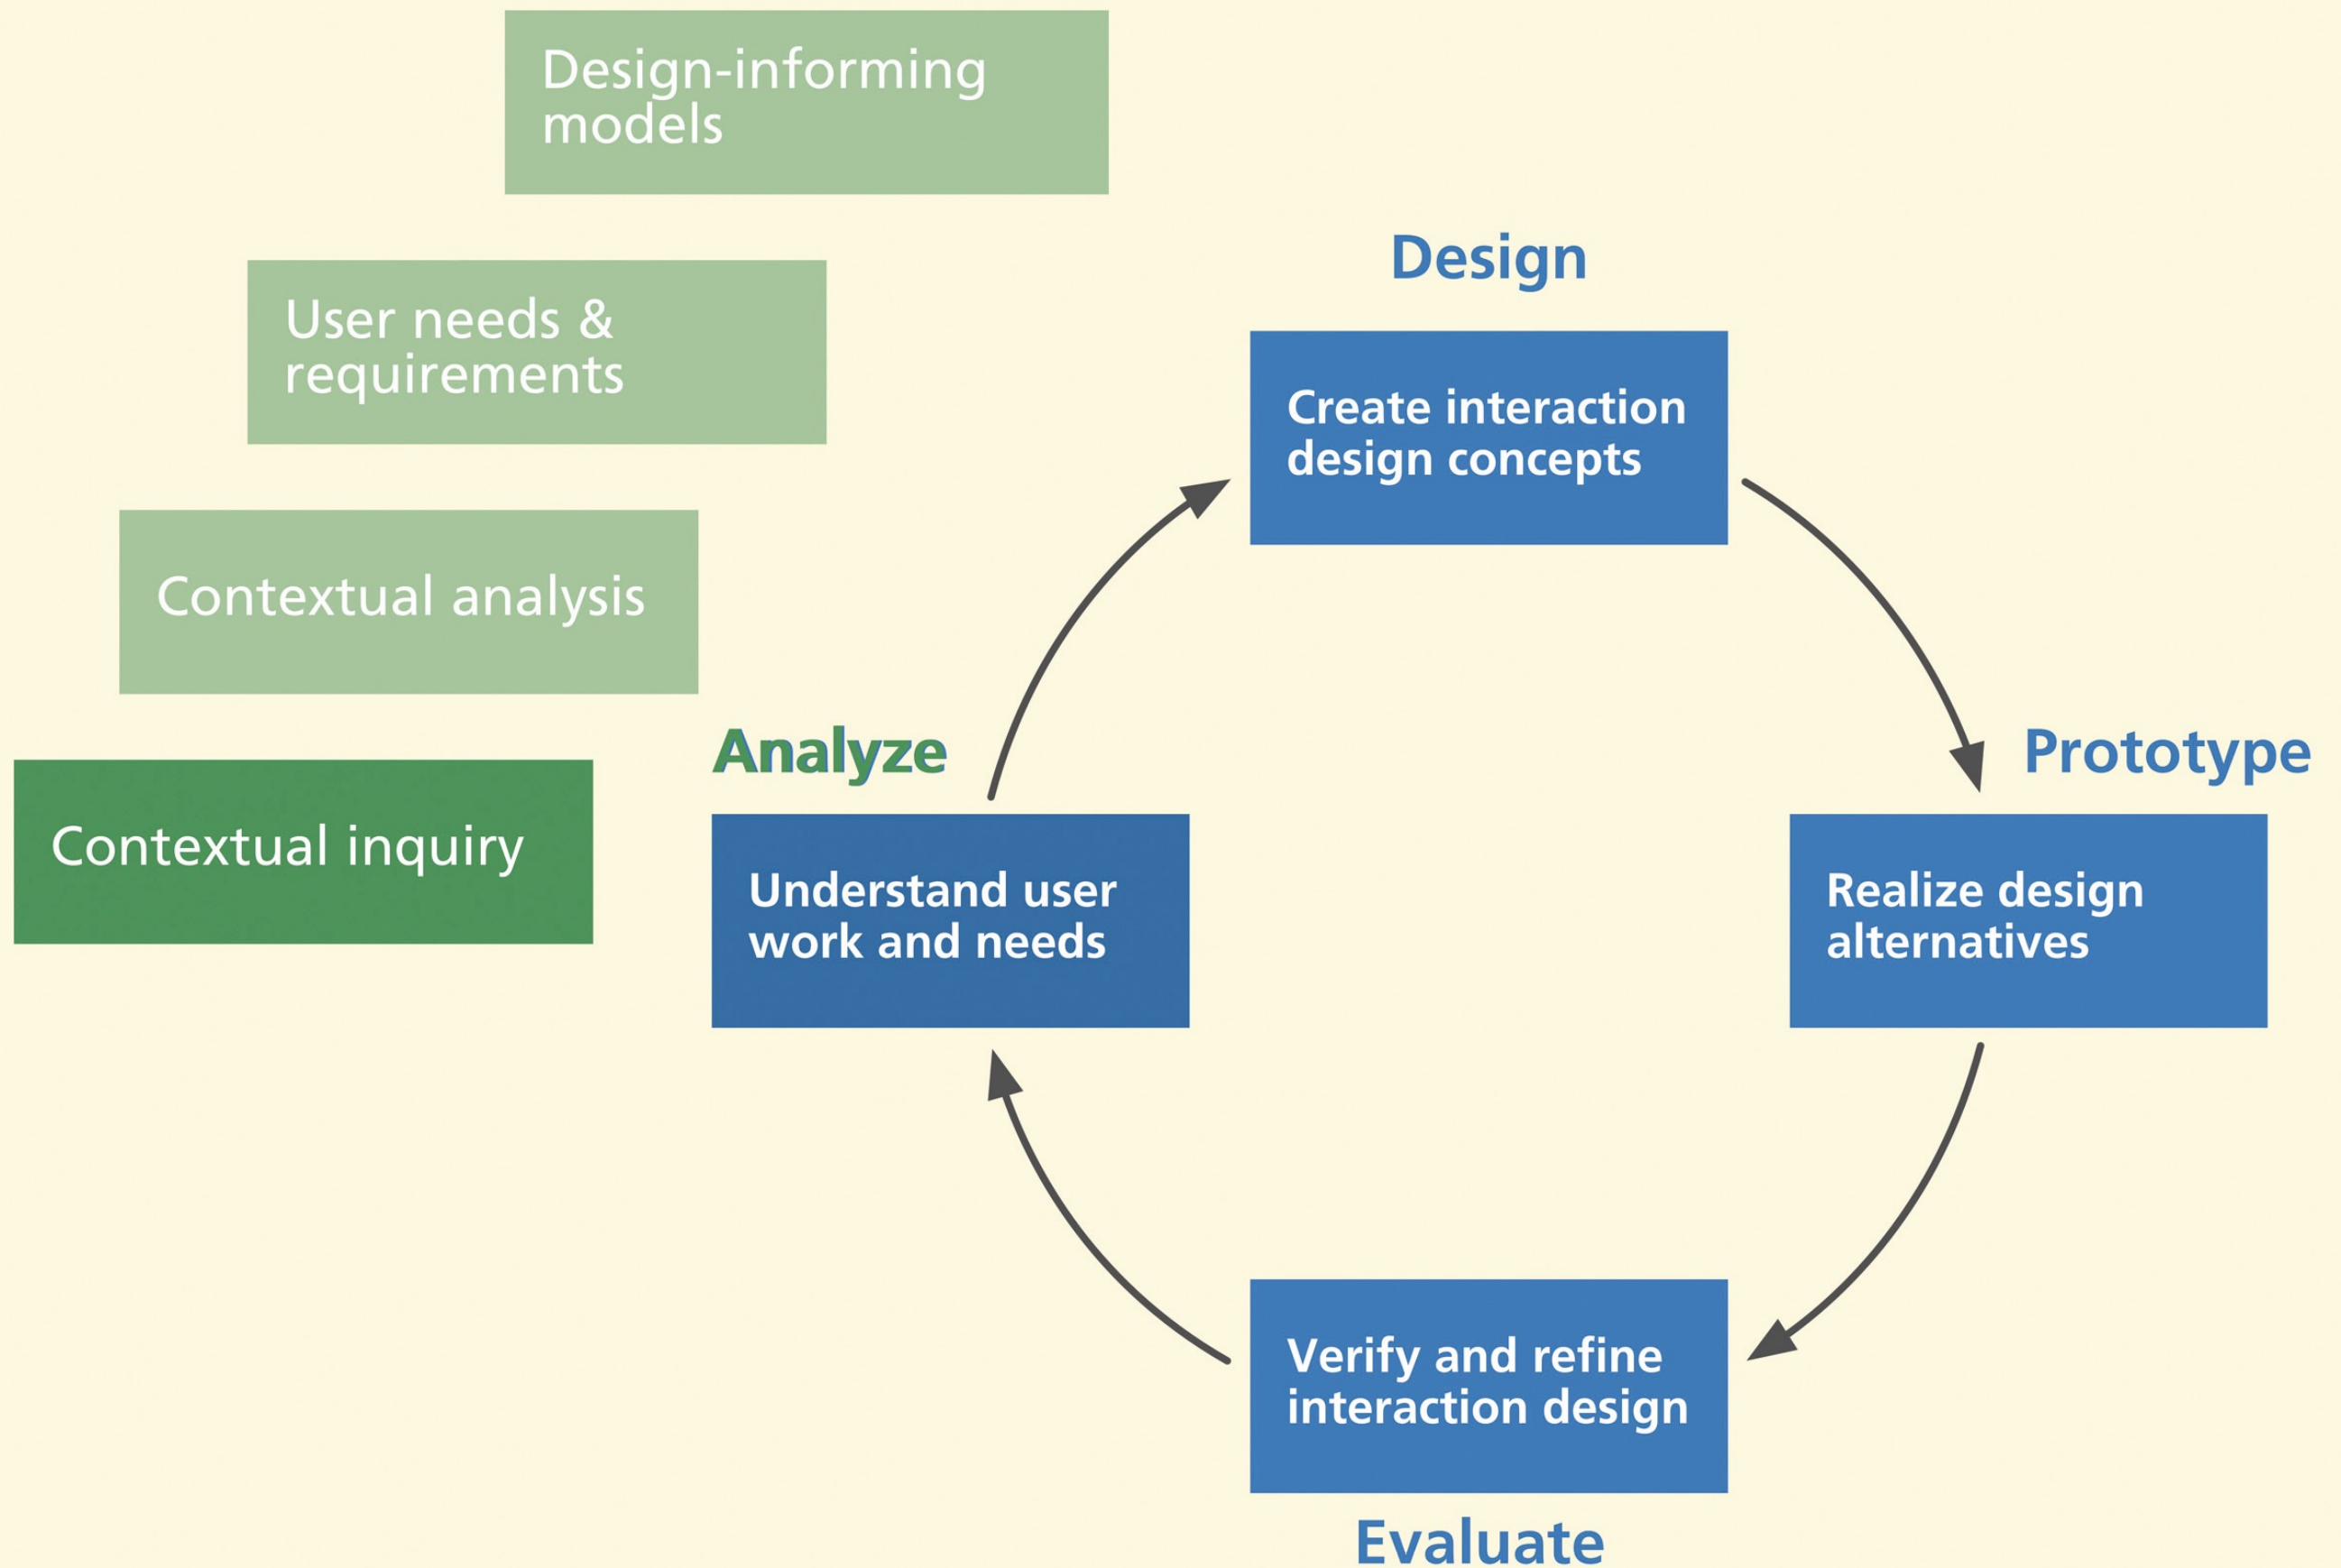 Design-informing
models
User needs &
requirements
Contextual analysis
Contextual inquiry
Design
Create interaction
design concepts
Analyze
Understand user
work and needs
Prototype
Realize design
alternatives
Verify and refine
interaction design
Evaluate